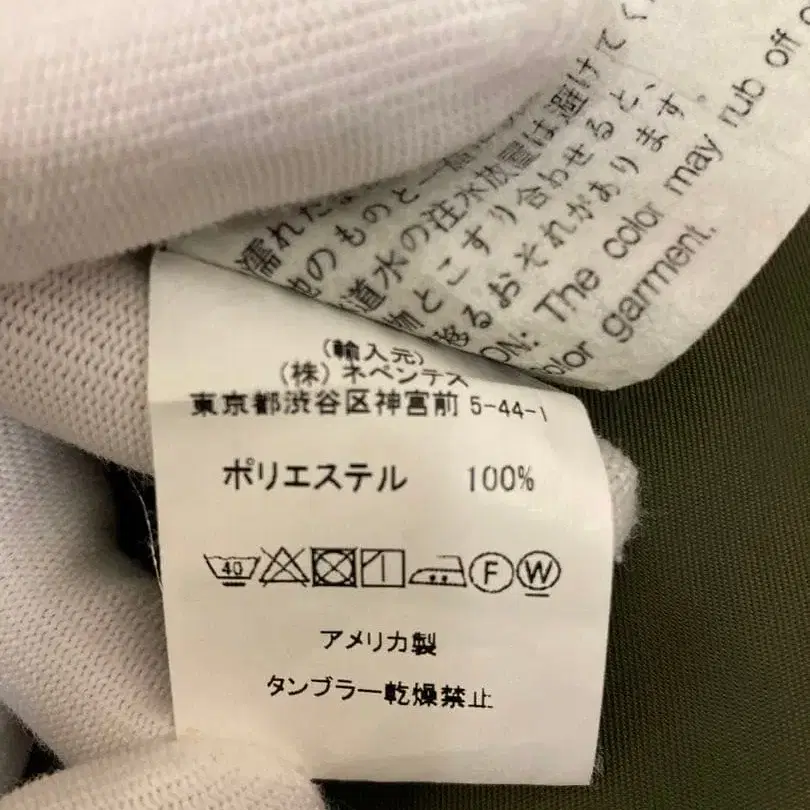 濡れた
他のものと一
道水の注水放置は避けてく
物とこすり合わせると、
移るおそれがあります。
ON: The color may rub off
color garment.
(輸入元)
(株) ネペンテス
東京都渋谷区神宮前 5-44-1
ポリエステル 100%
40 F W
アメリカ製
タンブラー乾燥禁止